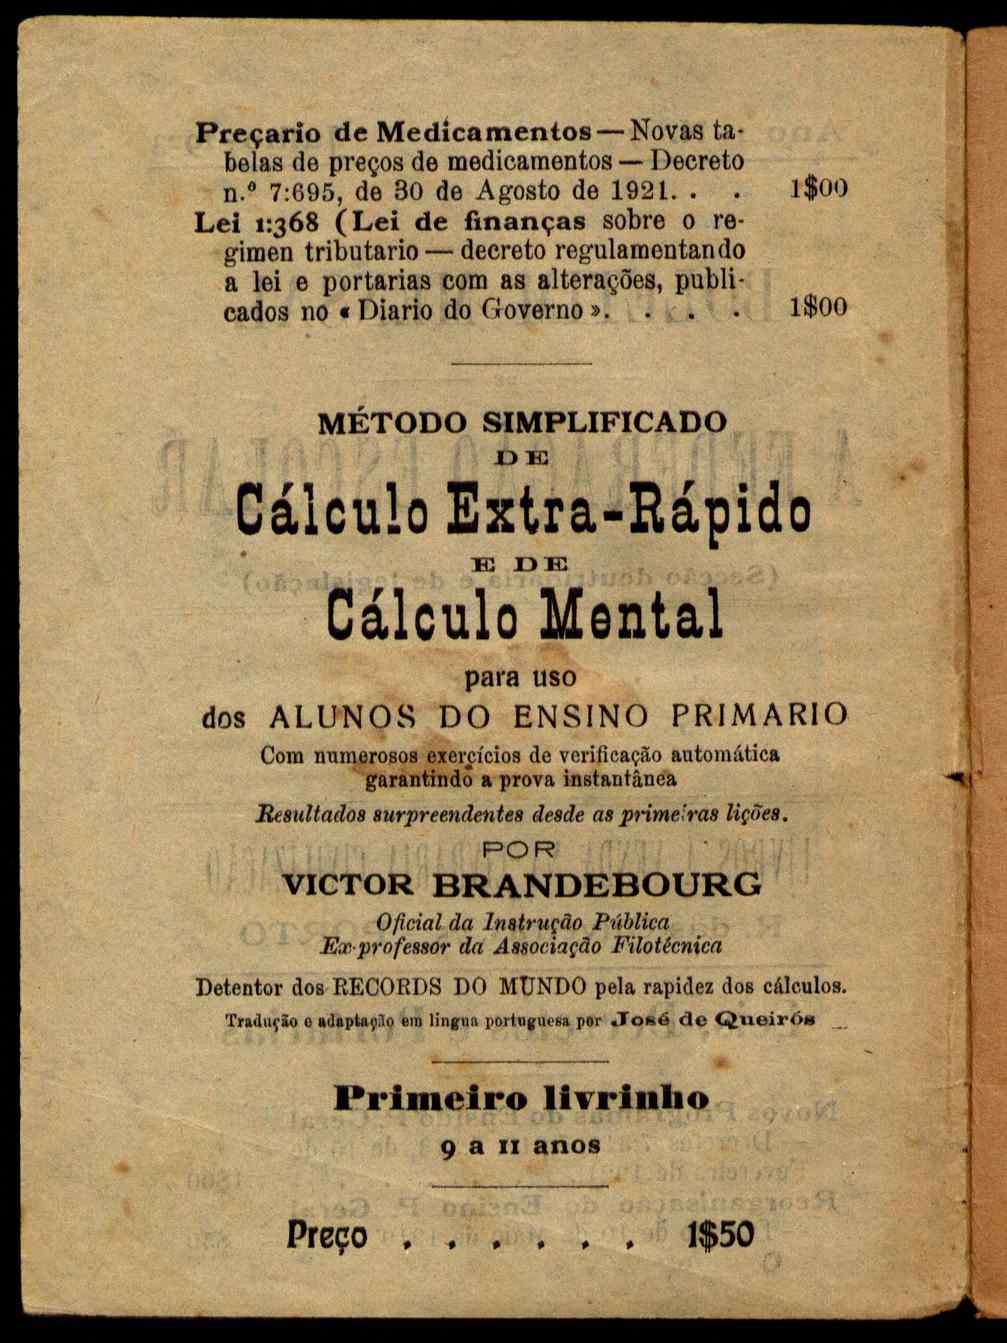 Preçario de Medicamentos — Novas ta-
belas de preços de medicamentos — Decreto
n.º 7:695, de 30 de Agosto de 1921. . . 1$00
Lei 1:368 (Lei de finanças sobre o re-
gimen tributario — decreto regulamentando
a lei e portarias com as alterações, publi-
cados no « Diario do Governo ». . . . 1$00
MÉTODO SIMPLIFICADO
DE
Cálculo Extra-Rápido
E DE
Cálculo Mental
para uso
dos ALUNOS DO ENSINO PRIMARIO
Com numerosos exercícios de verificação automática
garantindo a prova instantânea
Resultados surpreendentes desde as primeiras lições.
POR
VICTOR BRANDEBOURG
Oficial da Instrução Pública
Ex-professor da Associação Filotécnica
Detentor dos RECORDS DO MUNDO pela rapidez dos cálculos.
Tradução e adaptação em lingua portuguesa por José de Queirós
Primeiro livrinho
9 a 11 anos
Preço . . . . . . 1$50